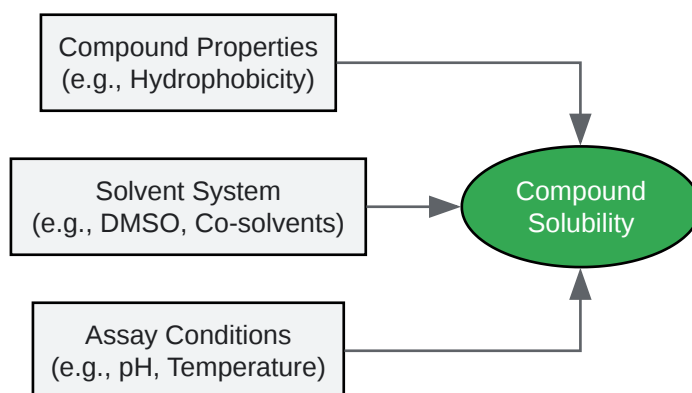 Compound Properties
(e.g., Hydrophobicity)
Solvent System
(e.g., DMSO, Co-solvents)
Compound
Solubility
Assay Conditions
(e.g., pH, Temperature)